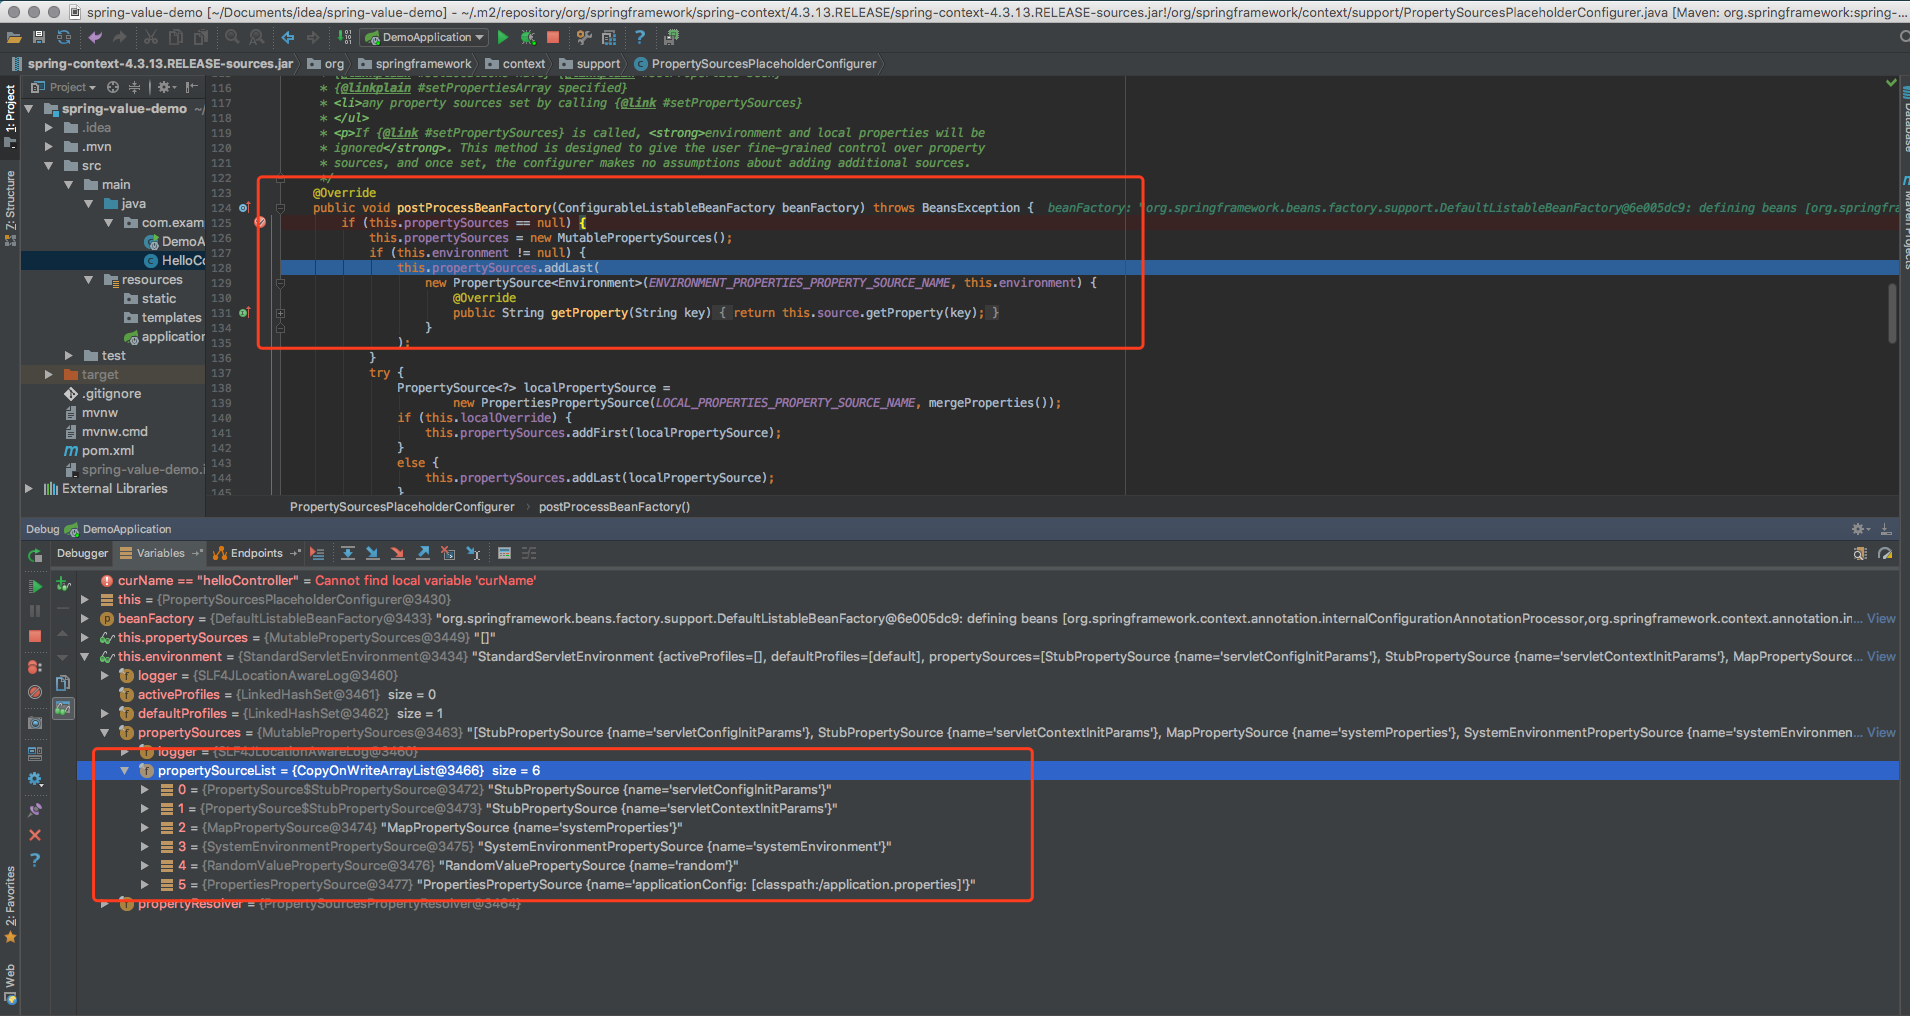 spring-value-demo [~/Documents/idea/spring-value-demo] - ~/.m2/repository/org/springframework/spring-context/4.3.13.RELEASE/spring-context-4.3.13.RELEASE-sources.jar!/org/springframework/context/support/PropertySourcesPlaceholderConfigurer.java [Maven: org.springframework:spring-...
DemoApplication
spring-context-4.3.13.RELEASE-sources.jar org springframework context support PropertySourcesPlaceholderConfigurer
Project
1: Project
Z: Structure
2: Favorites
Web
Database
Maven Projects
spring-value-demo ~/
.idea
.mvn
src
main
java
com.exam
DemoA
HelloCo
resources
static
templates
application
test
target
.gitignore
mvnw
mvnw.cmd
pom.xml
spring-value-demo.i
External Libraries
116 * {@linkplain #setPropertiesArray specified}
117 * <li>any property sources set by calling {@link #setPropertySources}
118 * </ul>
119 * <p>If {@link #setPropertySources} is called, <strong>environment and local properties will be
120 * ignored</strong>. This method is designed to give the user fine-grained control over property
121 * sources, and once set, the configurer makes no assumptions about adding additional sources.
122 */
123 @Override
124 public void postProcessBeanFactory(ConfigurableListableBeanFactory beanFactory) throws BeansException { beanFactory: "org.springframework.beans.factory.support.DefaultListableBeanFactory@6e005dc9: defining beans [org.springfra
125 if (this.propertySources == null) {
126 this.propertySources = new MutablePropertySources();
127 if (this.environment != null) {
128 this.propertySources.addLast(
129 new PropertySource<Environment>(ENVIRONMENT_PROPERTIES_PROPERTY_SOURCE_NAME, this.environment) {
130 @Override
131 public String getProperty(String key) { return this.source.getProperty(key); }
134 }
135 );
136 }
137 try {
138 PropertySource<?> localPropertySource =
139 new PropertiesPropertySource(LOCAL_PROPERTIES_PROPERTY_SOURCE_NAME, mergeProperties());
140 if (this.localOverride) {
141 this.propertySources.addFirst(localPropertySource);
142 }
143 else {
144 this.propertySources.addLast(localPropertySource);
145 }
PropertySourcesPlaceholderConfigurer › postProcessBeanFactory()
Debug DemoApplication
Debugger Variables Endpoints
curName == "helloController" = Cannot find local variable 'curName'
this = {PropertySourcesPlaceholderConfigurer@3430}
beanFactory = {DefaultListableBeanFactory@3433} "org.springframework.beans.factory.support.DefaultListableBeanFactory@6e005dc9: defining beans [org.springframework.context.annotation.internalConfigurationAnnotationProcessor,org.springframework.context.annotation.in... View
this.propertySources = {MutablePropertySources@3449} "[]"
this.environment = {StandardServletEnvironment@3434} "StandardServletEnvironment {activeProfiles=[], defaultProfiles=[default], propertySources=[StubPropertySource {name='servletConfigInitParams'}, StubPropertySource {name='servletContextInitParams'}, MapPropertySource... View
logger = {SLF4JLocationAwareLog@3460}
activeProfiles = {LinkedHashSet@3461} size = 0
defaultProfiles = {LinkedHashSet@3462} size = 1
propertySources = {MutablePropertySources@3463} "[StubPropertySource {name='servletConfigInitParams'}, StubPropertySource {name='servletContextInitParams'}, MapPropertySource {name='systemProperties'}, SystemEnvironmentPropertySource {name='systemEnvironmen... View
logger = {SLF4JLocationAwareLog@3460}
propertySourceList = {CopyOnWriteArrayList@3466} size = 6
0 = {PropertySource$StubPropertySource@3472} "StubPropertySource {name='servletConfigInitParams'}"
1 = {PropertySource$StubPropertySource@3473} "StubPropertySource {name='servletContextInitParams'}"
2 = {MapPropertySource@3474} "MapPropertySource {name='systemProperties'}"
3 = {SystemEnvironmentPropertySource@3475} "SystemEnvironmentPropertySource {name='systemEnvironment'}"
4 = {RandomValuePropertySource@3476} "RandomValuePropertySource {name='random'}"
5 = {PropertiesPropertySource@3477} "PropertiesPropertySource {name='applicationConfig: [classpath:/application.properties]'}"
propertyResolver = {PropertySourcesPropertyResolver@3464}